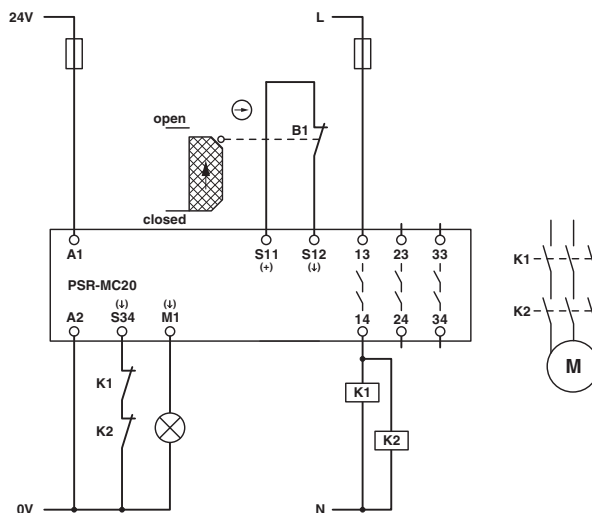 24V
L
open
B1
closed
A1
S11
(+)
S12
(↓)
13
23
33
PSR-MC20
A2
(↓)
S34
(↓)
M1
14
24
34
K1
K2
K1
K2
0V
N
K1
K2
M